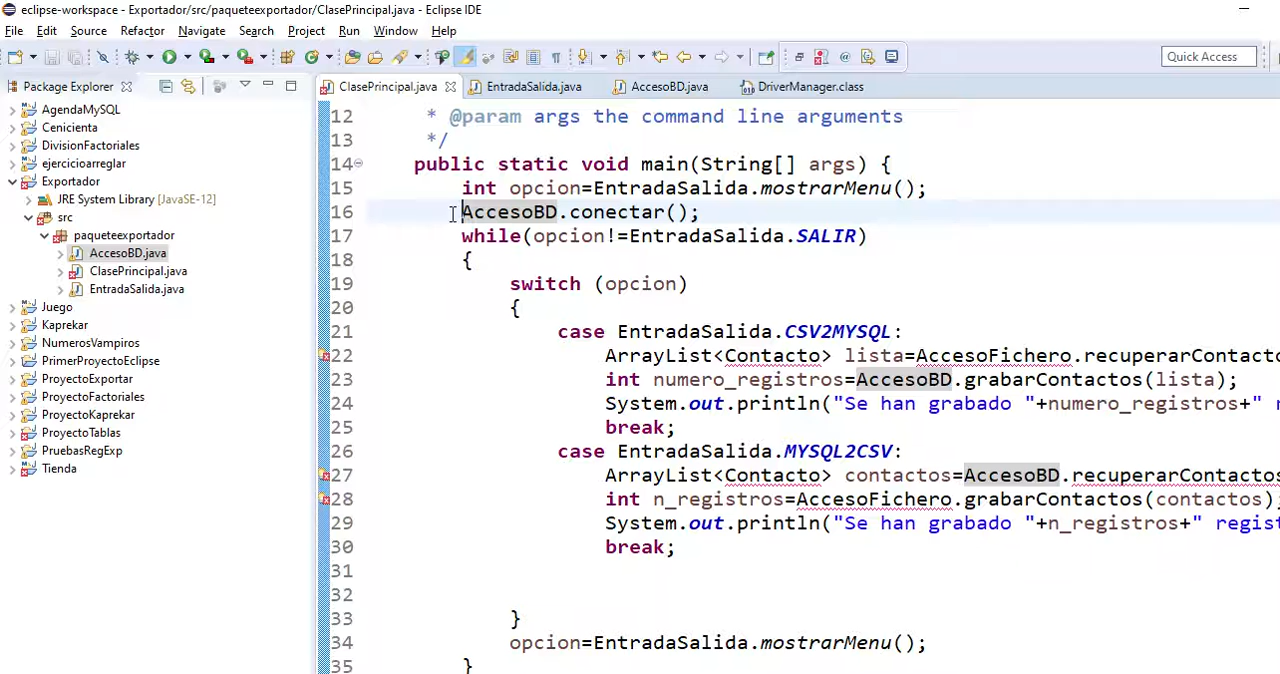 eclipse-workspace - Exportador/src/paqueteexportador/ClasePrincipal.java - Eclipse IDE
File Edit Source Refactor Navigate Search Project Run Window Help
Quick Access
Package Explorer
AgendaMySQL
Cenicienta
DivisionFactoriales
ejercicioarreglar
Exportador
JRE System Library [JavaSE-12]
src
paqueteexportador
AccesoBD.java
ClasePrincipal.java
EntradaSalida.java
Juego
Kaprekar
NumerosVampiros
PrimerProyectoEclipse
ProyectoExportar
ProyectoFactoriales
ProyectoKaprekar
ProyectoTablas
PruebasRegExp
Tienda
ClasePrincipal.java EntradaSalida.java AccesoBD.java DriverManager.class
12 * @param args the command line arguments
13 */
14 public static void main(String[] args) {
15 int opcion=EntradaSalida.mostrarMenu();
16 AccesoBD.conectar();
17 while(opcion!=EntradaSalida.SALIR)
18 {
19 switch (opcion)
20 {
21 case EntradaSalida.CSV2MYSQL:
22 ArrayList<Contacto> lista=AccesoFichero.recuperarContacto
23 int numero_registros=AccesoBD.grabarContactos(lista);
24 System.out.println("Se han grabado "+numero_registros+" r
25 break;
26 case EntradaSalida.MYSQL2CSV:
27 ArrayList<Contacto> contactos=AccesoBD.recuperarContactos
28 int n_registros=AccesoFichero.grabarContactos(contactos);
29 System.out.println("Se han grabado "+n_registros+" regist
30 break;
31
32
33 }
34 opcion=EntradaSalida.mostrarMenu();
35 }